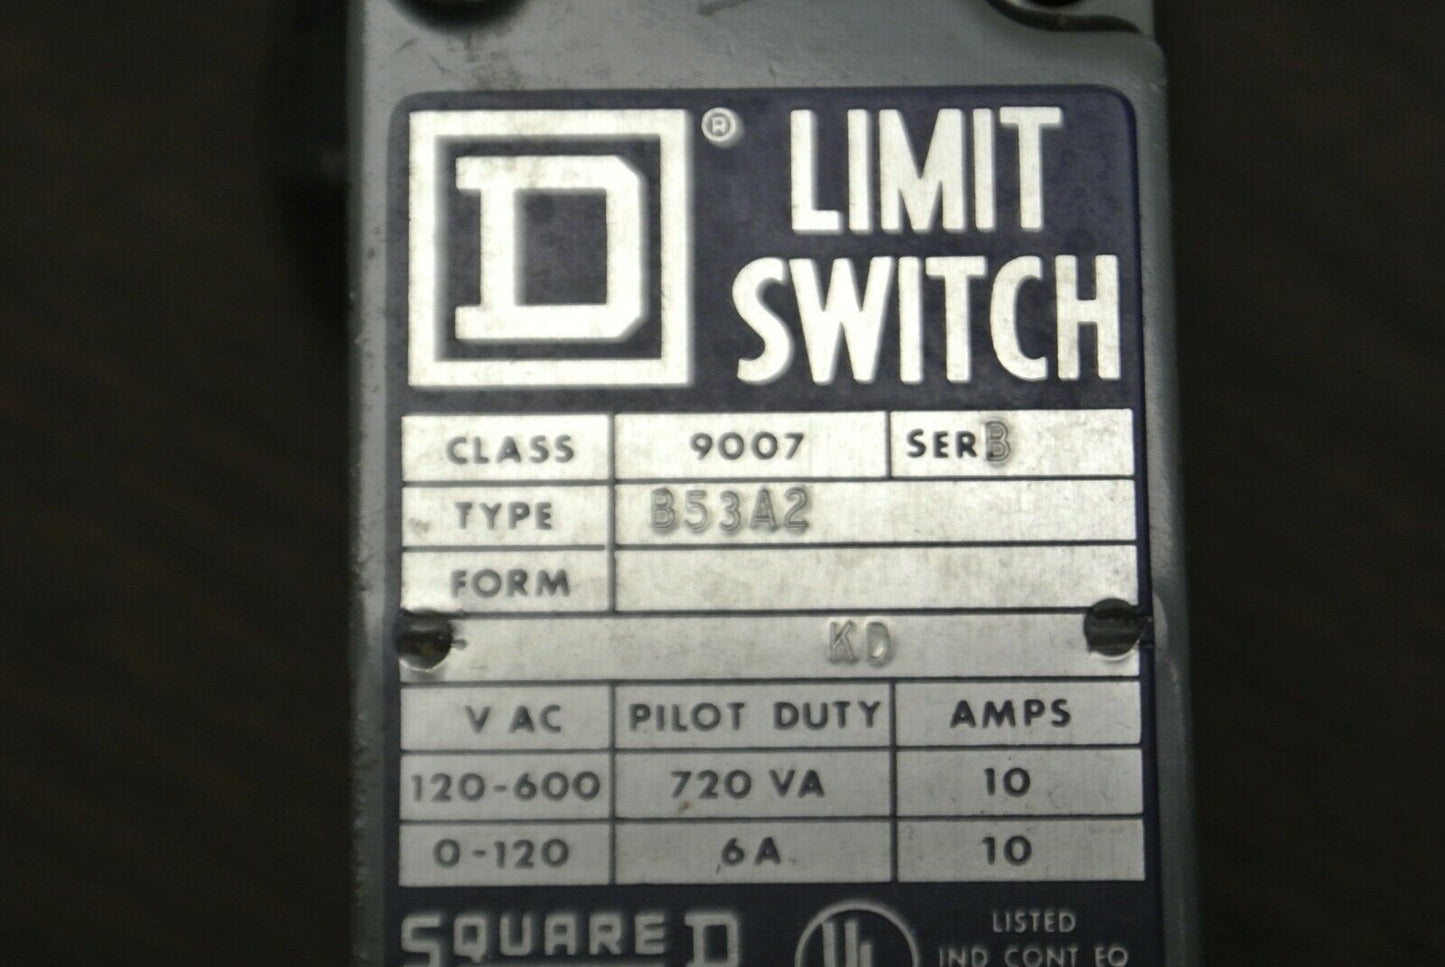 D® LIMIT
SWITCH
CLASS 9007 SER B
TYPE B53A2
FORM
KD
V AC PILOT DUTY AMPS
120-600 720 VA 10
0-120 6A 10
SQUARE D UL LISTED
IND CONT EQ